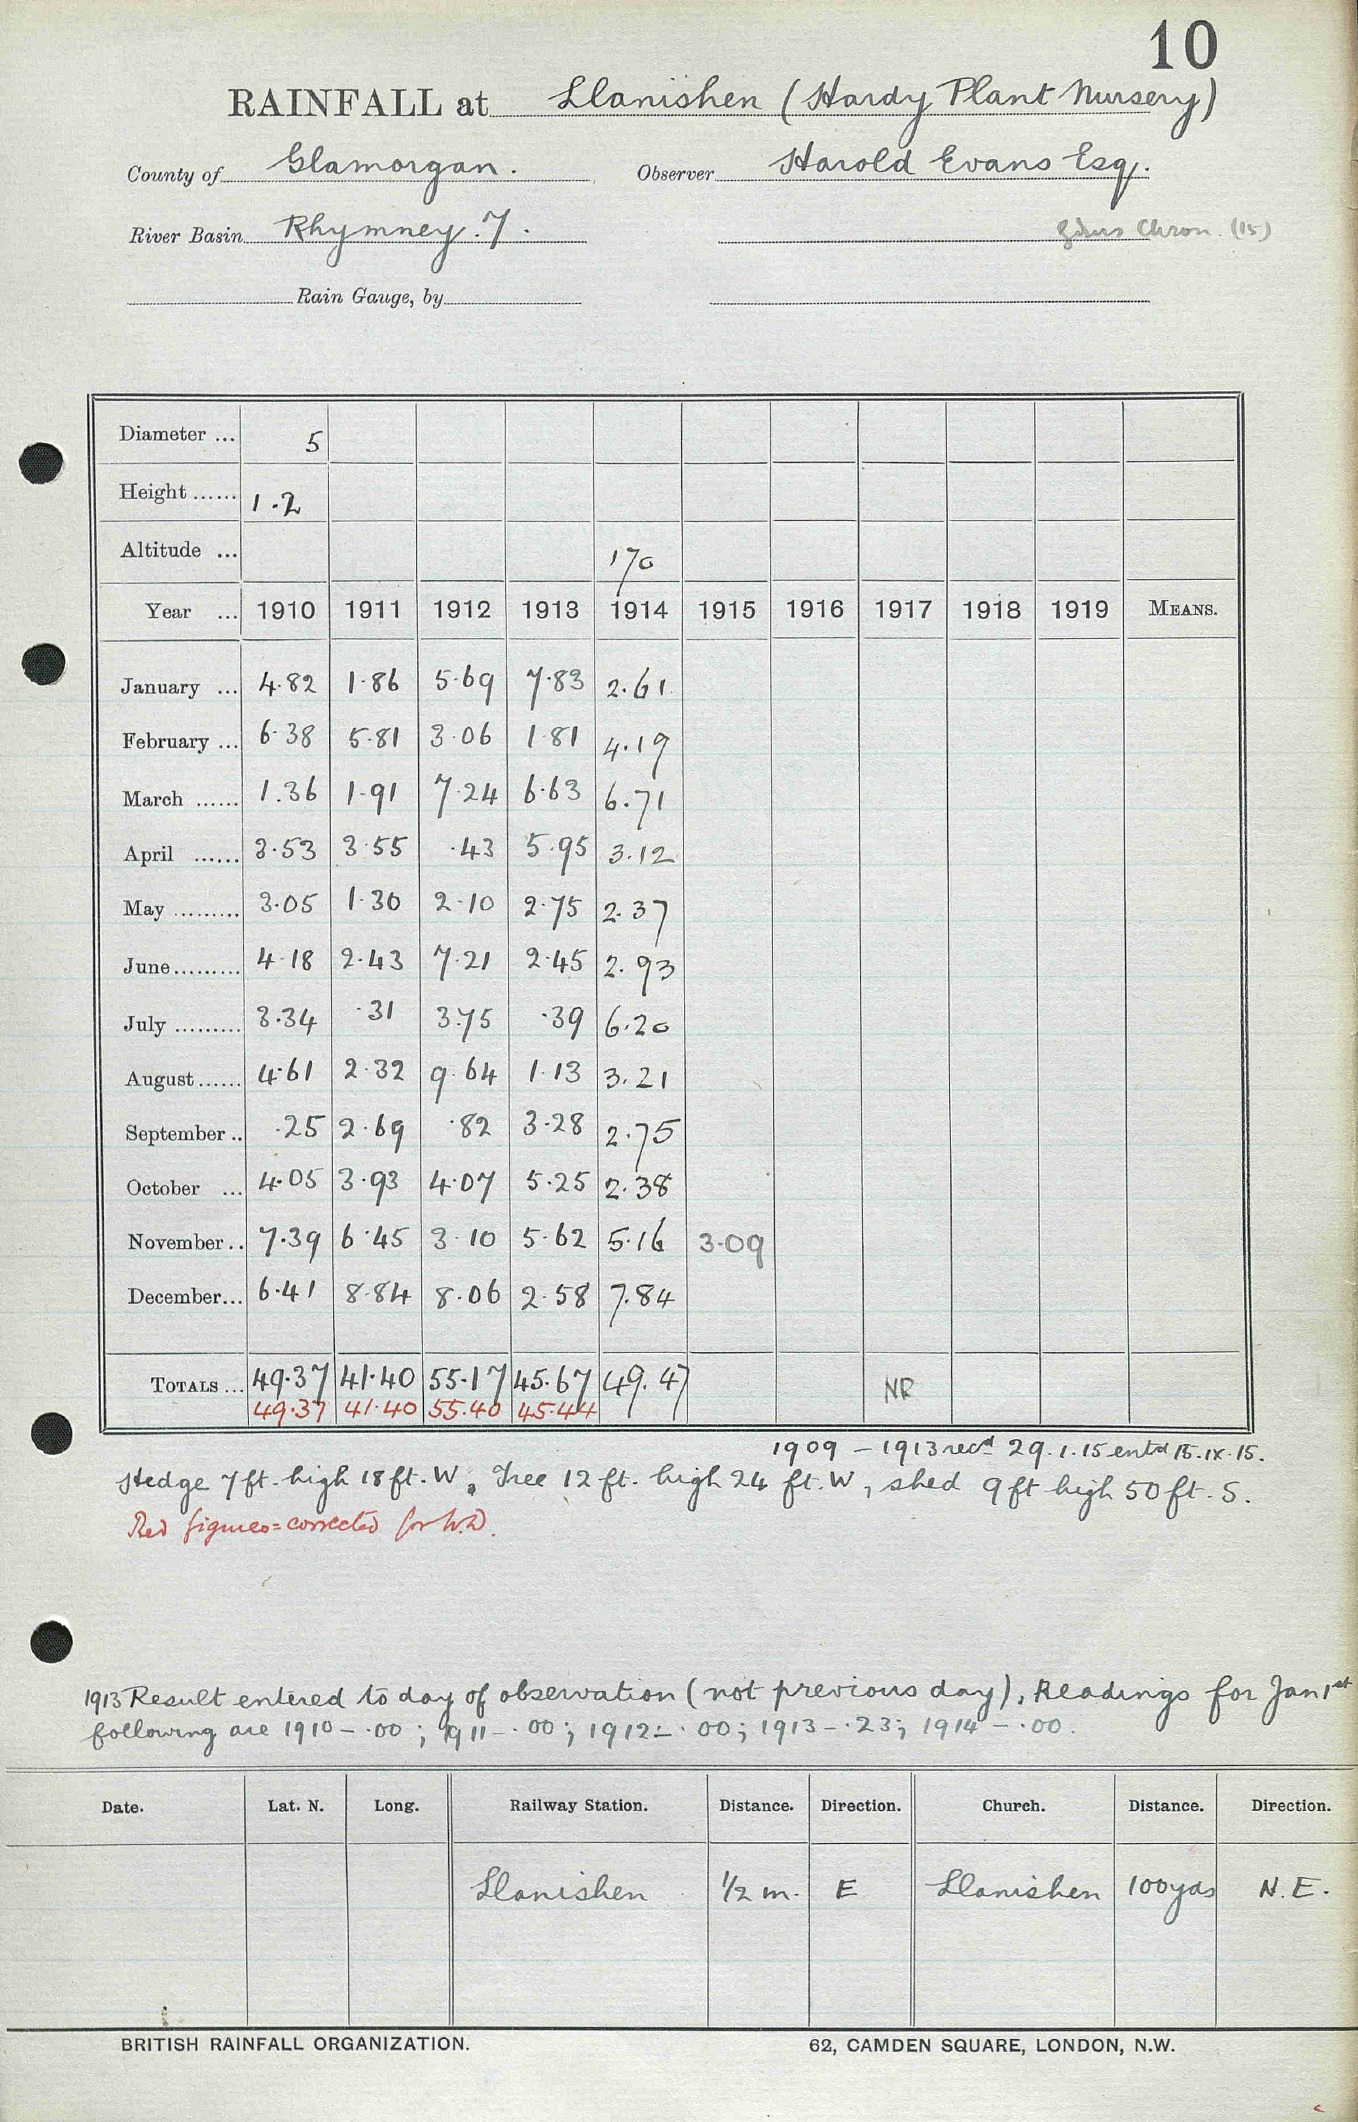 10
RAINFALL at Llanishen (Hardy Plant Nursery)
County of Glamorgan. Observer Harold Evans Esq.
River Basin Rhymney. 7. Chron. (15)
Rain Gauge, by
Diameter ... 5
Height ...... 1.2
Altitude ... 170
Year ... 1910 1911 1912 1913 1914 1915 1916 1917 1918 1919 MEANS.
January ... 4.82 1.86 5.69 7.83 2.61
February ... 6.38 5.81 3.06 1.81 4.19
March ...... 1.36 1.91 7.24 6.63 6.71
April ...... 3.53 3.55 .43 5.95 3.12
May ......... 3.05 1.30 2.10 2.75 2.37
June......... 4.18 2.43 7.21 2.45 2.93
July ......... 3.34 .31 3.75 .39 6.20
August...... 4.61 2.32 9.64 1.13 3.21
September .. .25 2.69 .82 3.28 2.75
October ... 4.05 3.93 4.07 5.25 2.38
November.. 7.39 6.45 3.10 5.62 5.16 3.09
December... 6.41 8.84 8.06 2.58 7.84
TOTALS ... 49.37 41.40 55.17 45.67 49.47 NR
49.37 41.40 55.40 45.44
1909 - 1913 recd 29.1.15 entd 15.IX.15.
Hedge 7 ft. high 18 ft. W, Tree 12 ft. high 24 ft. W, shed 9 ft high 50 ft. S.
Red figures = corrected for
1913 Result entered to day of observation (not previous day), Readings for Jan 1st
following are 1910 - .00; 1911 - .00; 1912 - .00; 1913 - .23; 1914 - .00.
Date. Lat. N. Long. Railway Station. Distance. Direction. Church. Distance. Direction.
Llanishen 1/2 m. E Llanishen 100 yds N.E.
BRITISH RAINFALL ORGANIZATION. 62, CAMDEN SQUARE, LONDON, N.W.